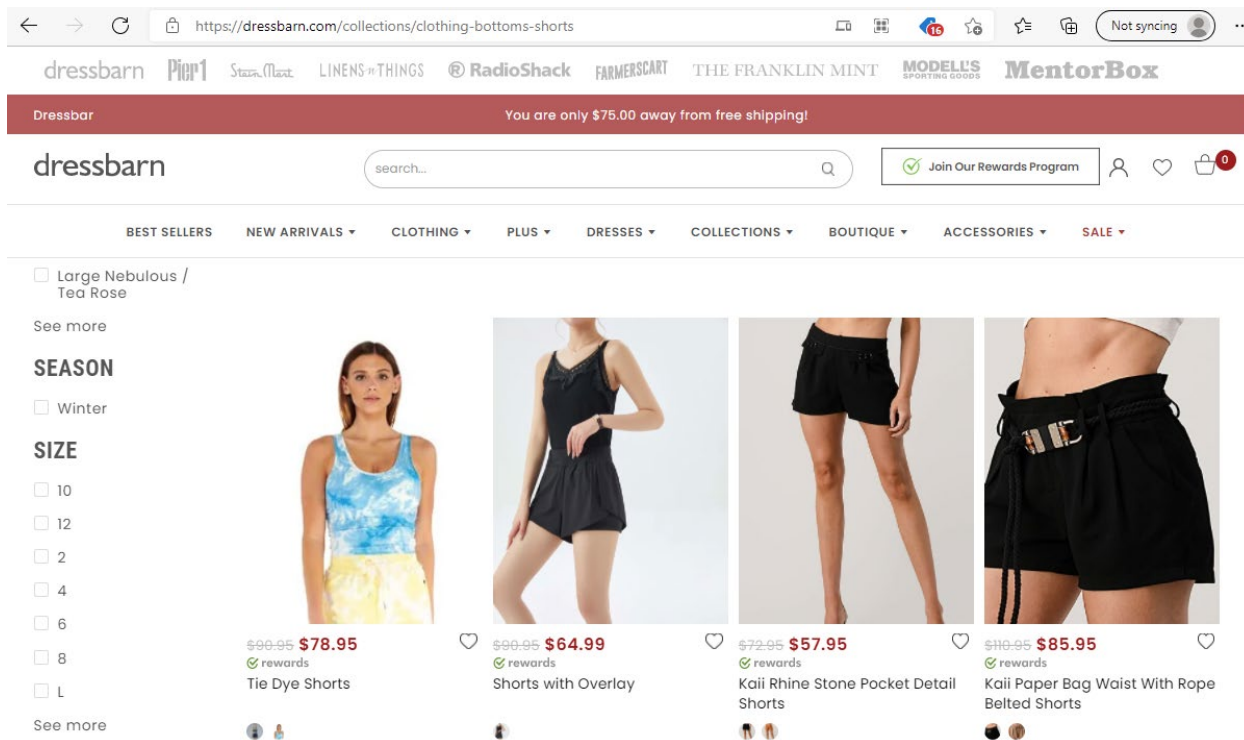 https://dressbarn.com/collections/clothing-bottoms-shorts
16
Not syncing
dressbarn Pier1 Stein Mart LINENS n THINGS ® RadioShack FARMERSCART THE FRANKLIN MINT MODELL'S SPORTING GOODS MentorBox
Dressbar
You are only $75.00 away from free shipping!
dressbarn
search...
Join Our Rewards Program
0
BEST SELLERS NEW ARRIVALS CLOTHING PLUS DRESSES COLLECTIONS BOUTIQUE ACCESSORIES SALE
Large Nebulous /
Tea Rose
See more
SEASON
Winter
SIZE
10
12
2
4
6
8
L
See more
$90.95 $78.95
rewards
Tie Dye Shorts
$90.95 $64.99
rewards
Shorts with Overlay
$72.95 $57.95
rewards
Kaii Rhine Stone Pocket Detail
Shorts
$110.95 $85.95
rewards
Kaii Paper Bag Waist With Rope
Belted Shorts